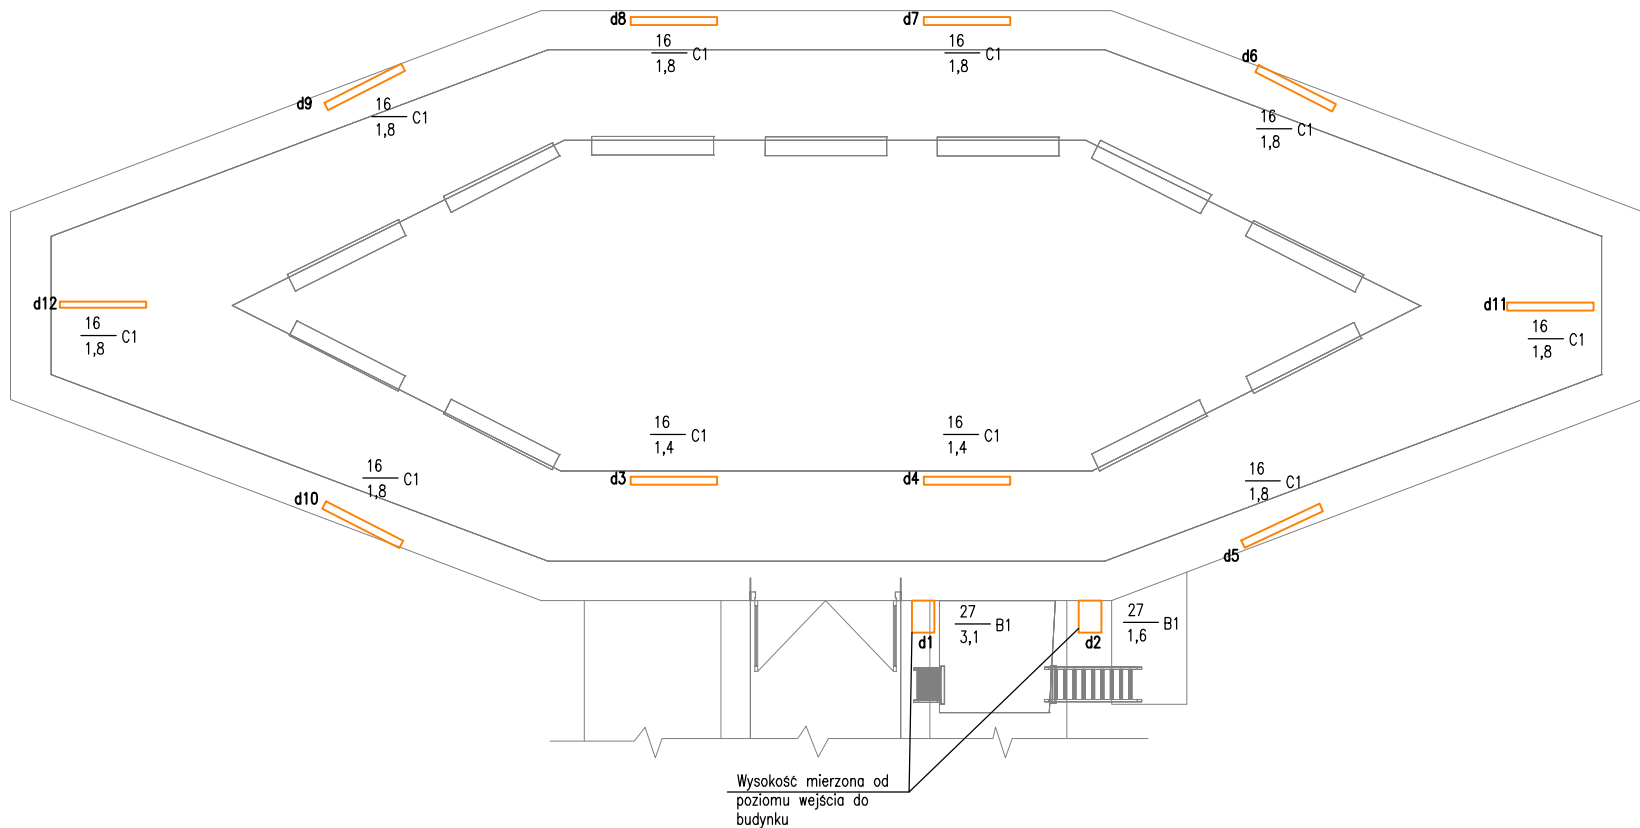 d8
16
1,8 C1
d7
16
1,8 C1
d6
16
1,8 C1
d9
16
1,8 C1
d12
16
1,8 C1
d11
16
1,8 C1
16
1,4 C1
d3
16
1,4 C1
d4
16
1,8 C1
d10
16
1,8 C1
d5
d1
27
3,1 B1
d2
27
1,6 B1
Wysokość mierzona od
poziomu wejścia do
budynku